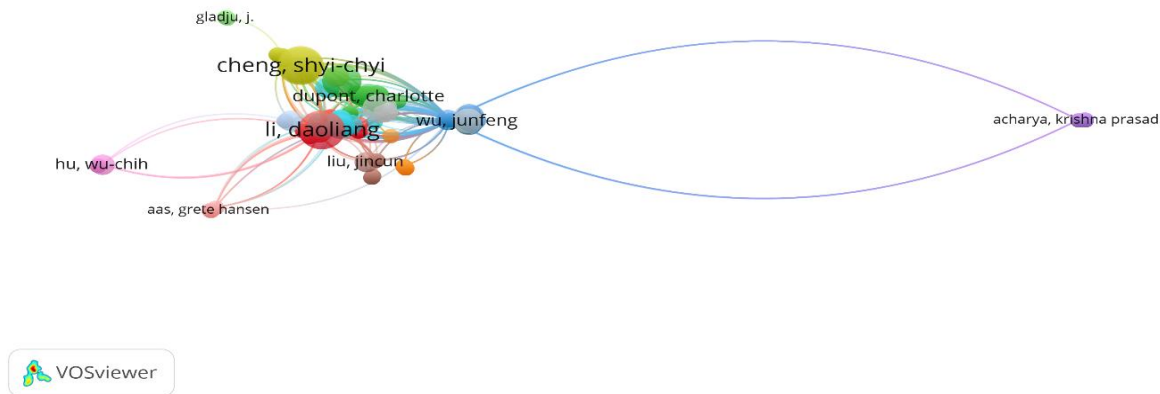 gladju, j.
cheng, shyi-chyi
dupont, charlotte
wu, junfeng
acharya, krishna prasad
li, daoliang
liu, jincun
hu, wu-chih
aas, grete hansen
VOSviewer